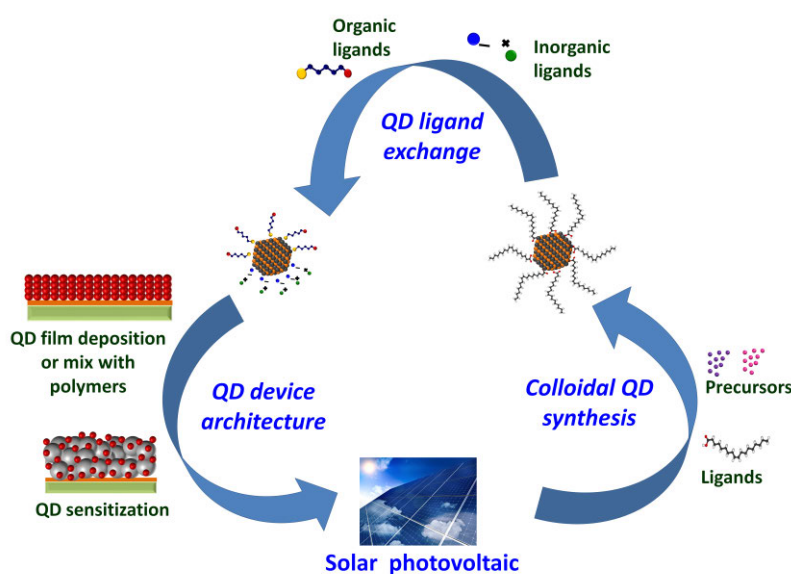 Organic
ligands
Inorganic
ligands
QD ligand
exchange
QD film deposition
or mix with
polymers
QD device
architecture
Colloidal QD
synthesis
Precursors
Ligands
QD sensitization
Solar photovoltaic